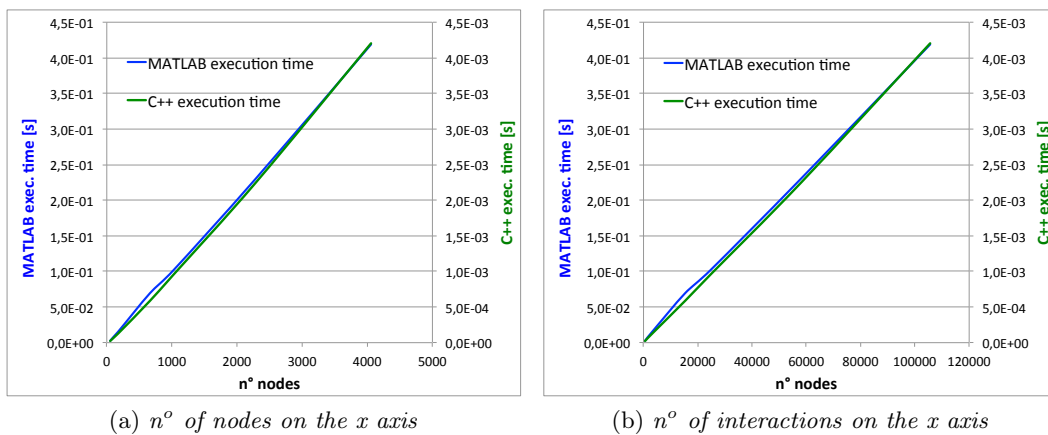 4,5E-01
4,0E-01
3,5E-01
3,0E-01
2,5E-01
2,0E-01
1,5E-01
1,0E-01
5,0E-02
0,0E+00
MATLAB exec. time [s]
MATLAB execution time
C++ execution time
4,5E-03
4,0E-03
3,5E-03
3,0E-03
2,5E-03
2,0E-03
1,5E-03
1,0E-03
5,0E-04
0,0E+00
C++ exec. time [s]
0 1000 2000 3000 4000 5000
n° nodes
(a) nº of nodes on the x axis
4,5E-01
4,0E-01
3,5E-01
3,0E-01
2,5E-01
2,0E-01
1,5E-01
1,0E-01
5,0E-02
0,0E+00
MATLAB exec. time [s]
MATLAB execution time
C++ execution time
4,5E-03
4,0E-03
3,5E-03
3,0E-03
2,5E-03
2,0E-03
1,5E-03
1,0E-03
5,0E-04
0,0E+00
C++ exec. time [s]
0 20000 40000 60000 80000 100000 120000
n° nodes
(b) nº of interactions on the x axis